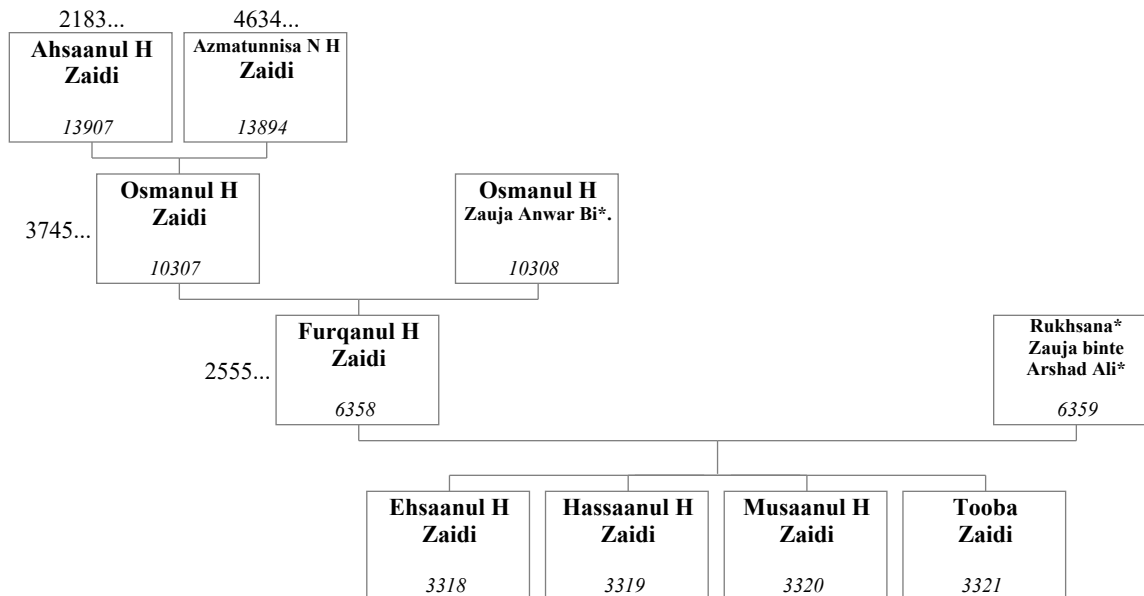 2183...
4634...
Ahsaanul H
Zaidi
13907
Azmatunnisa N H
Zaidi
13894
3745...
Osmanul H
Zaidi
10307
Osmanul H
Zauja Anwar Bi*.
10308
2555...
Furqanul H
Zaidi
6358
Rukhsana*
Zauja binte
Arshad Ali*
6359
Ehsaanul H
Zaidi
3318
Hassaanul H
Zaidi
3319
Musaanul H
Zaidi
3320
Tooba
Zaidi
3321